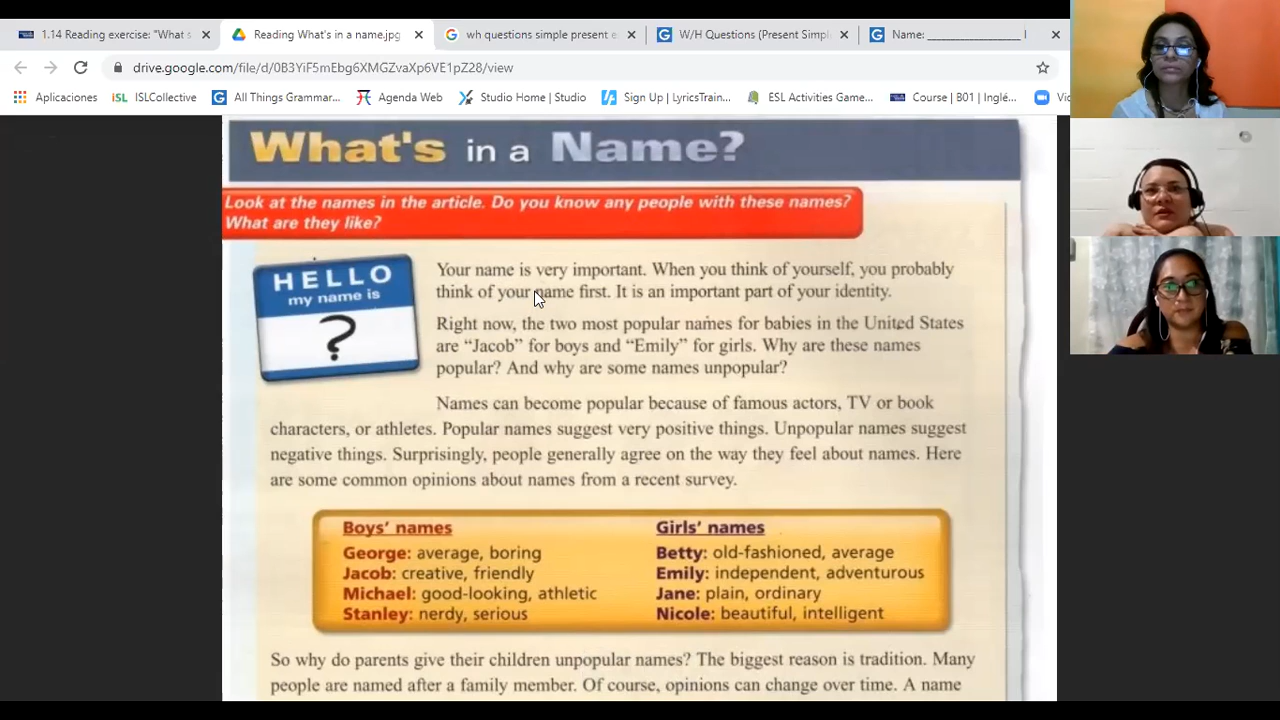 1.14 Reading exercise: "What s
Reading What's in a name.jpg
wh questions simple present e
W/H Questions (Present Simpl
Name: ____________________ I
drive.google.com/file/d/0B3YiF5mEbg6XMGZvaXp6VE1pZ28/view
Aplicaciones iSL ISLCollective All Things Grammar... Agenda Web Studio Home | Studio Sign Up | LyricsTrain... ESL Activities Game... Course | B01 | Inglé...
What's in a Name?
Look at the names in the article. Do you know any people with these names?
What are they like?
HELLO
my name is
?
Your name is very important. When you think of yourself, you probably
think of your name first. It is an important part of your identity.
Right now, the two most popular names for babies in the United States
are “Jacob” for boys and “Emily” for girls. Why are these names
popular? And why are some names unpopular?
Names can become popular because of famous actors, TV or book
characters, or athletes. Popular names suggest very positive things. Unpopular names suggest
negative things. Surprisingly, people generally agree on the way they feel about names. Here
are some common opinions about names from a recent survey.
Boys’ names
George: average, boring
Jacob: creative, friendly
Michael: good-looking, athletic
Stanley: nerdy, serious
Girls’ names
Betty: old-fashioned, average
Emily: independent, adventurous
Jane: plain, ordinary
Nicole: beautiful, intelligent
So why do parents give their children unpopular names? The biggest reason is tradition. Many
people are named after a family member. Of course, opinions can change over time. A name